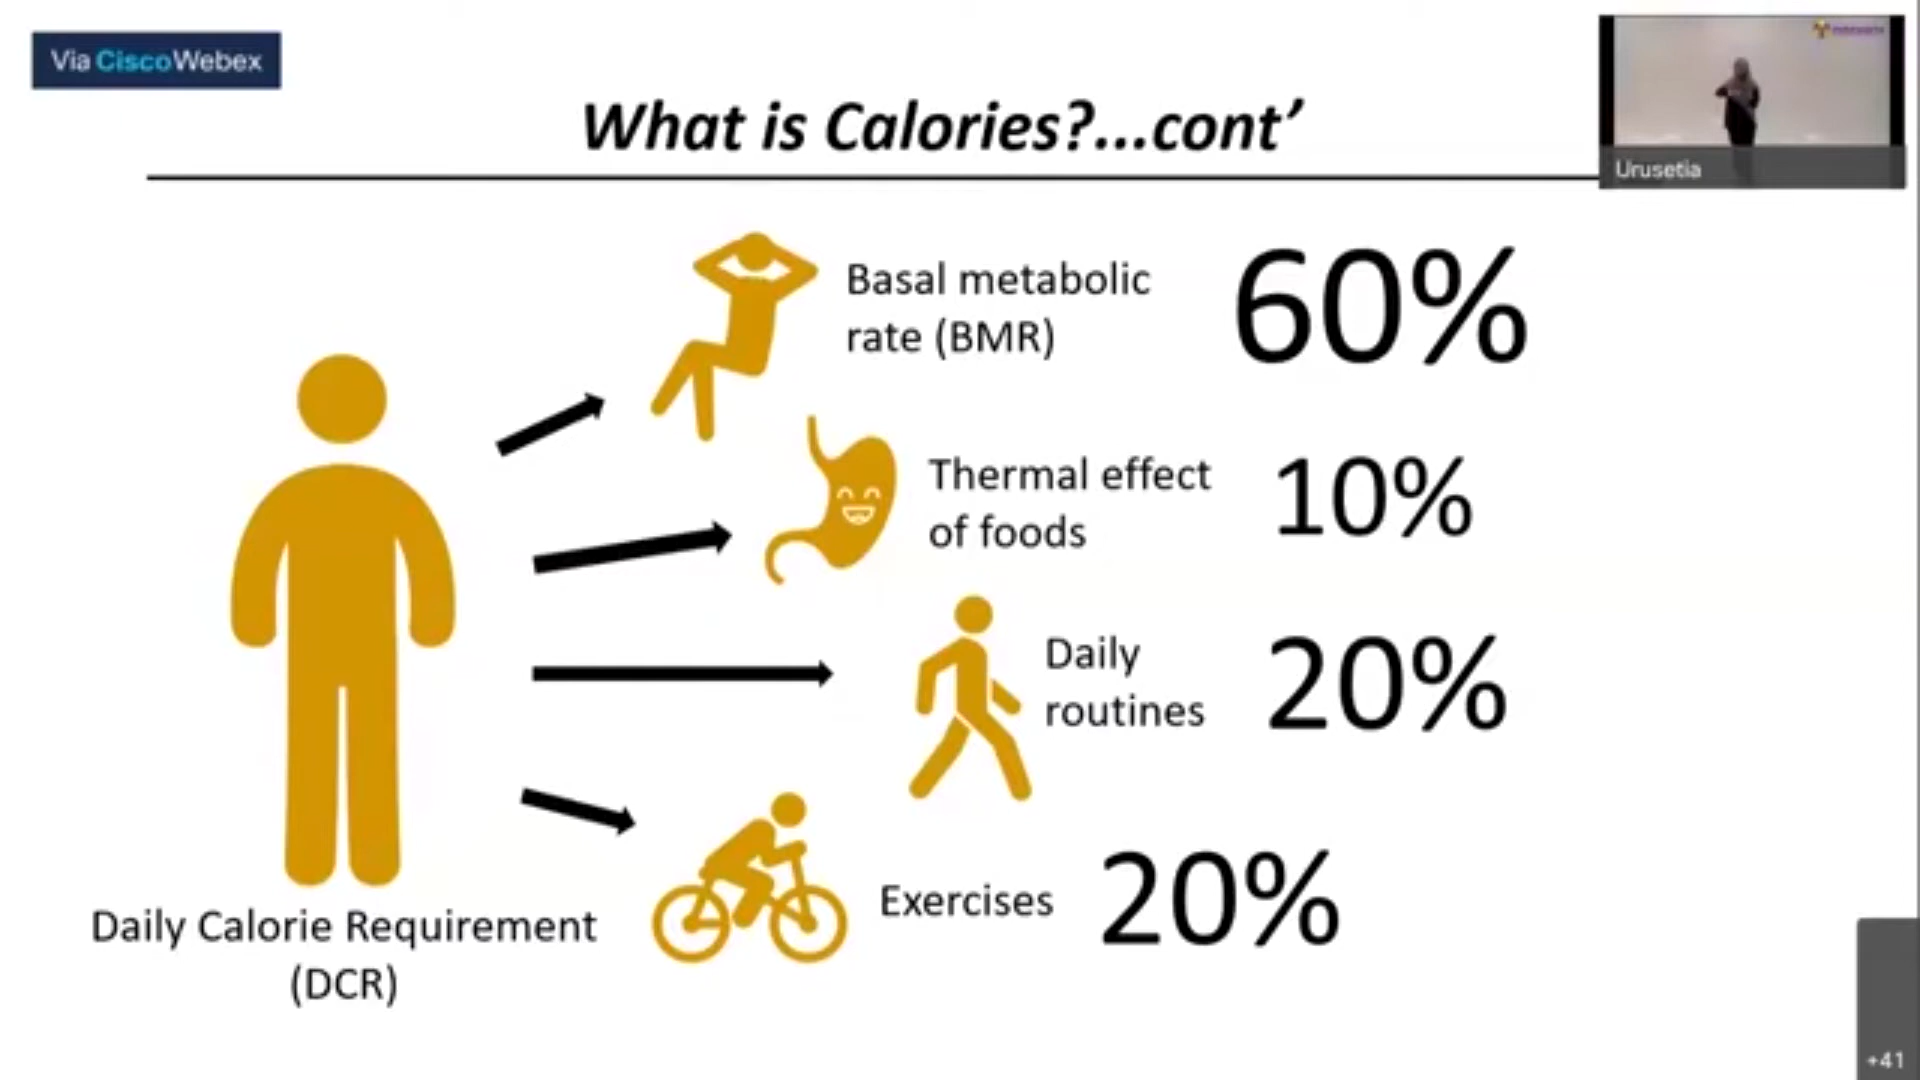 Via CiscoWebex
What is Calories?...cont’
Urusetia
Basal metabolic
rate (BMR)
60%
Thermal effect
of foods
10%
Daily
routines
20%
Exercises
20%
Daily Calorie Requirement
(DCR)
+41